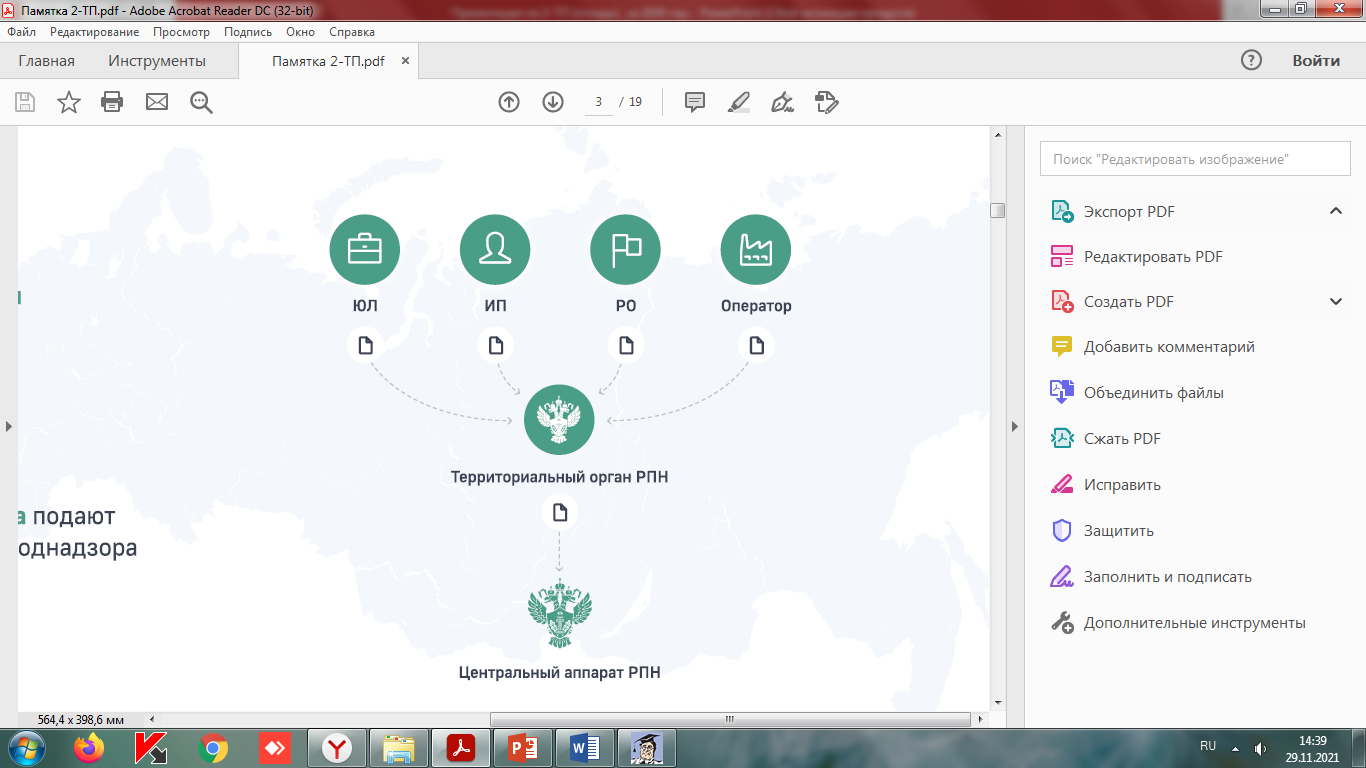 Памятка 2-ТП.pdf - Adobe Acrobat Reader DC (32-bit)
Файл Редактирование Просмотр Подпись Окно Справка
Главная Инструменты Памятка 2-ТП.pdf × Войти
3 / 19
Поиск "Редактировать изображение"
Экспорт PDF
Редактировать PDF
Создать PDF
Добавить комментарий
Объединить файлы
Сжать PDF
Исправить
Защитить
Заполнить и подписать
Дополнительные инструменты
ЮЛ ИП РО Оператор
Территориальный орган РПН
а подают
однадзора
Центральный аппарат РПН
564,4 x 398,6 мм
RU 14:39
29.11.2021